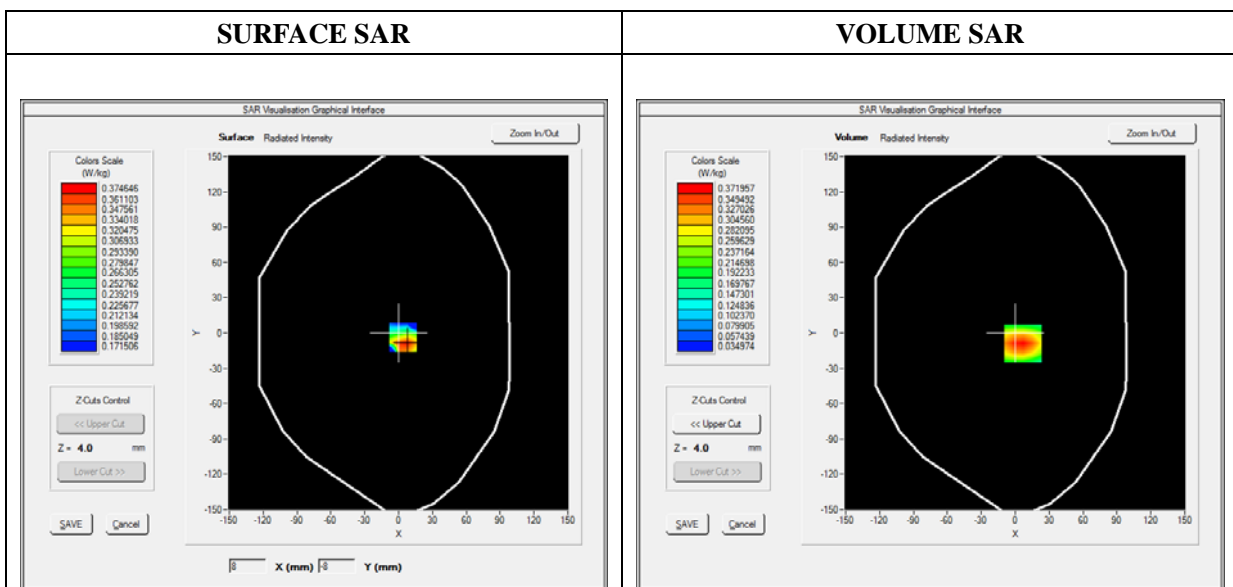 SURFACE SAR
VOLUME SAR
SAR Visualisation Graphical Interface
Surface Radiated Intensity
Zoom In/Out
Colors Scale
(W/kg)
0.374646
0.361103
0.347561
0.334018
0.320475
0.306933
0.293390
0.279847
0.266305
0.252762
0.239219
0.225677
0.212134
0.198592
0.185049
0.171506
Z-Cuts Control
<< Upper Cut
Z = 4.0 mm
Lower Cut >>
SAVE Cancel
150
120
90
60
30
0
-30
-60
-90
-120
-150
Y
-150 -120 -90 -60 -30 0 30 60 90 120 150
X
8 X (mm) -8 Y (mm)
SAR Visualisation Graphical Interface
Volume Radiated Intensity
Zoom In/Out
Colors Scale
(W/kg)
0.371957
0.349492
0.327026
0.304560
0.282095
0.259629
0.237164
0.214698
0.192233
0.169767
0.147301
0.124836
0.102370
0.079905
0.057439
0.034974
Z-Cuts Control
<< Upper Cut
Z = 4.0 mm
Lower Cut >>
SAVE Cancel
150
120
90
60
30
0
-30
-60
-90
-120
-150
Y
-150 -120 -90 -60 -30 0 30 60 90 120 150
X